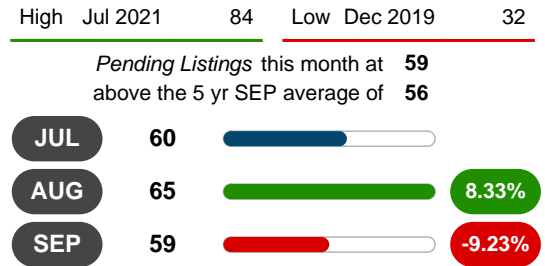 High Jul 2021 84 Low Dec 2019 32
Pending Listings this month at 59
above the 5 yr SEP average of 56
JUL 60
AUG 65 8.33%
SEP 59 -9.23%